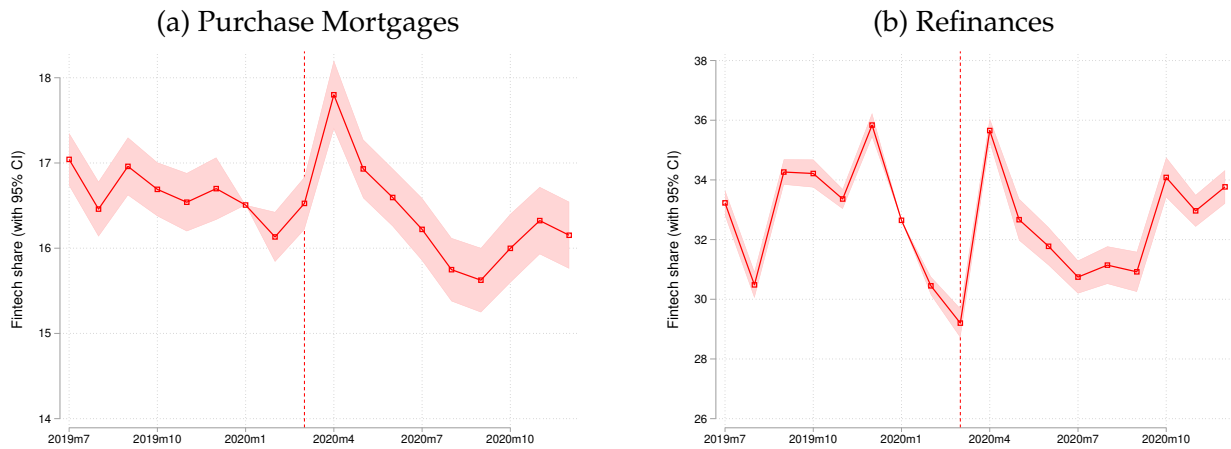 (a) Purchase Mortgages
Fintech share (with 95% CI)
18
17
16
15
14
2019m7 2019m10 2020m1 2020m4 2020m7 2020m10
(b) Refinances
Fintech share (with 95% CI)
38
36
34
32
30
28
26
2019m7 2019m10 2020m1 2020m4 2020m7 2020m10